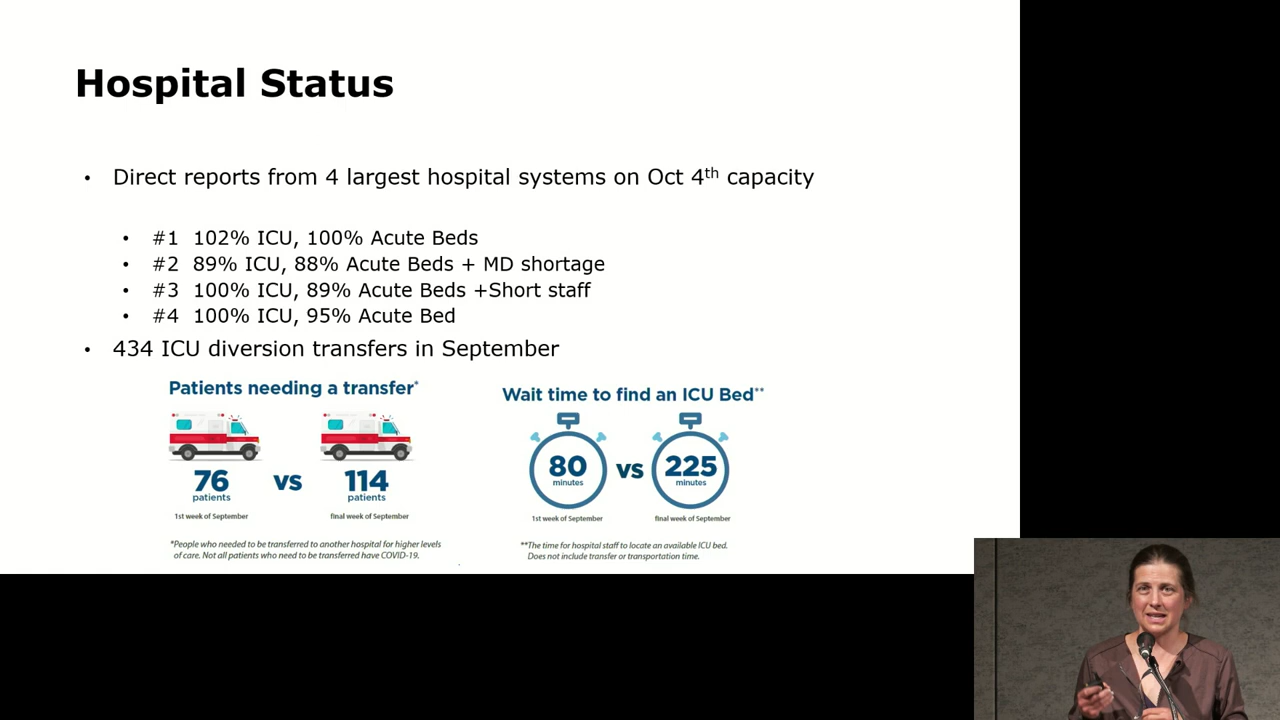 Hospital Status
• Direct reports from 4 largest hospital systems on Oct 4th capacity
• #1 102% ICU, 100% Acute Beds
• #2 89% ICU, 88% Acute Beds + MD shortage
• #3 100% ICU, 89% Acute Beds +Short staff
• #4 100% ICU, 95% Acute Bed
• 434 ICU diversion transfers in September
Patients needing a transfer*
76 vs 114
patients patients
1st week of September final week of September
*People who needed to be transferred to another hospital for higher levels
of care. Not all patients who need to be transferred have COVID-19.
Wait time to find an ICU Bed**
80 vs 225
minutes minutes
1st week of September final week of September
**The time for hospital staff to locate an available ICU bed.
Does not include transfer or transportation time.